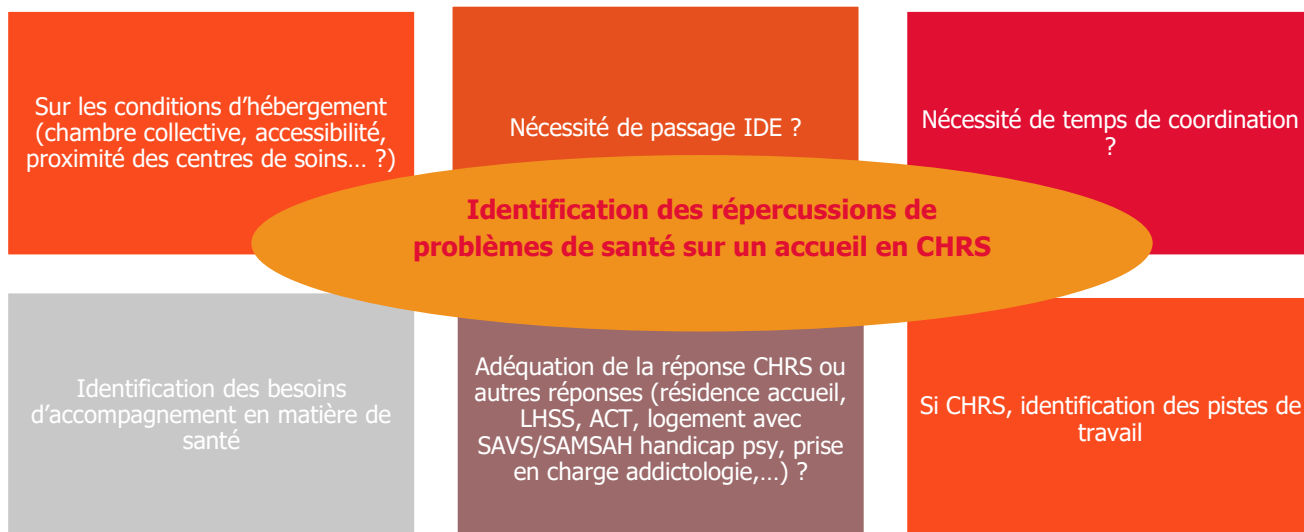 Sur les conditions d'hébergement
(chambre collective, accessibilité,
proximité des centres de soins… ?)
Nécessité de passage IDE ?
Nécessité de temps de coordination
?
Identification des répercussions de
problèmes de santé sur un accueil en CHRS
Identification des besoins
d'accompagnement en matière de
santé
Adéquation de la réponse CHRS ou
autres réponses (résidence accueil,
LHSS, ACT, logement avec
SAVS/SAMSAH handicap psy, prise
en charge addictologie,…) ?
Si CHRS, identification des pistes de
travail